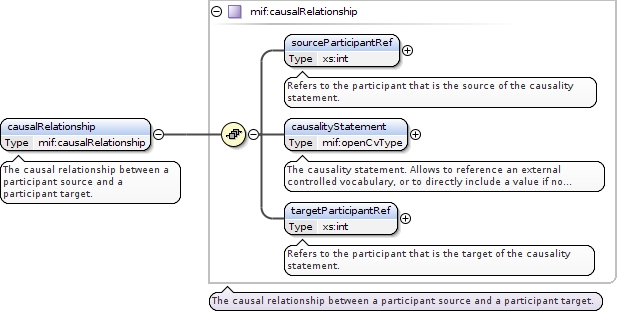 mif:causalRelationship
sourceParticipantRef
Type xs:int
Refers to the participant that is the source of the causality
statement.
causalRelationship
Type mif:causalRelationship
The causal relationship between a
participant source and a
participant target.
causalityStatement
Type mif:openCvType
The causality statement. Allows to reference an external
controlled vocabulary, or to directly include a value if no...
targetParticipantRef
Type xs:int
Refers to the participant that is the target of the causality
statement.
The causal relationship between a participant source and a participant target.